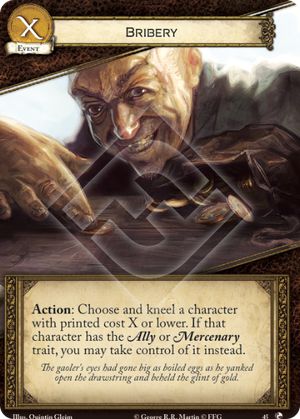 X
EVENT
BRIBERY
Action: Choose and kneel a character
with printed cost X or lower. If that
character has the Ally or Mercenary
trait, you may take control of it instead.
The gaoler's eyes had gone big as boiled eggs as he yanked
open the drawstring and beheld the glint of gold.
Illus. Quintin Gleim © George R.R. Martin © FFG 45